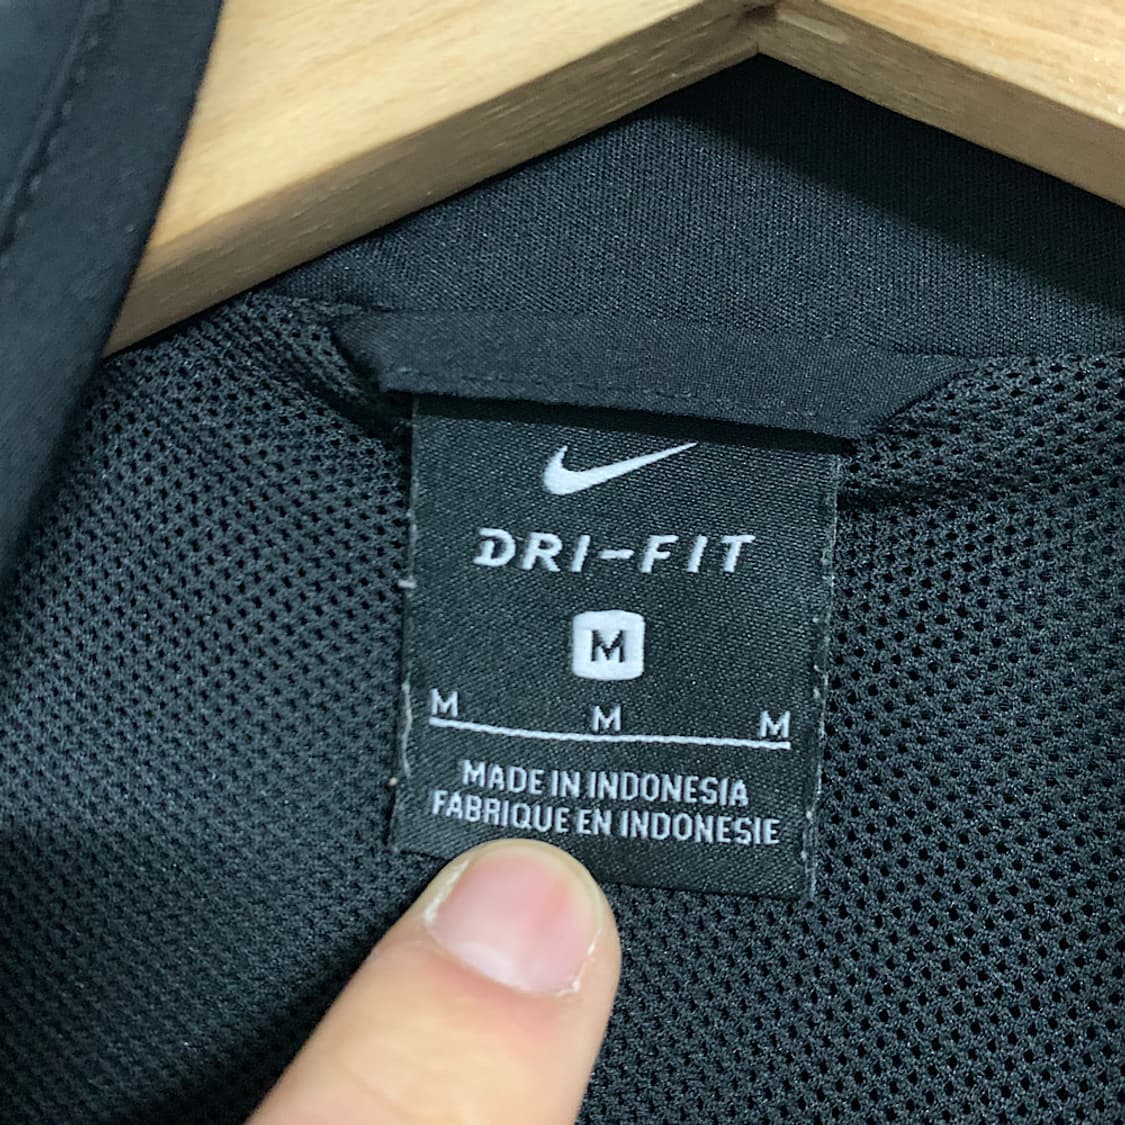 DRI-FIT
M
M M M
MADE IN INDONESIA
FABRIQUE EN INDONESIE